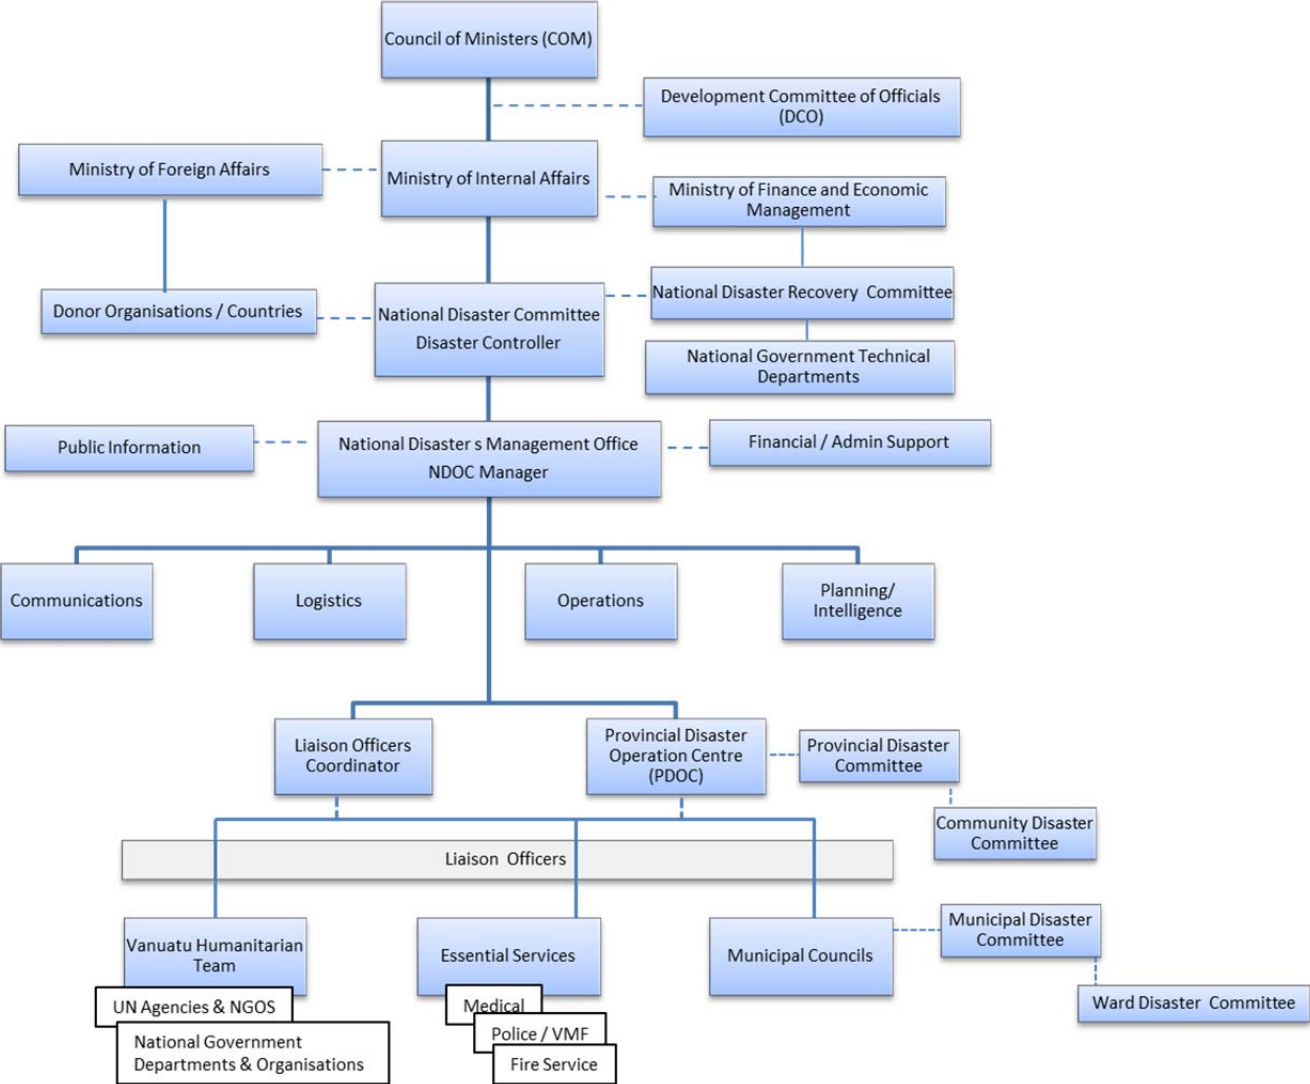 Council of Ministers (COM)
Development Committee of Officials
(DCO)
Ministry of Foreign Affairs
Ministry of Internal Affairs
Ministry of Finance and Economic
Management
Donor Organisations / Countries
National Disaster Committee
Disaster Controller
National Disaster Recovery Committee
National Government Technical
Departments
Public Information
National Disaster s Management Office
NDOC Manager
Financial / Admin Support
Communications
Logistics
Operations
Planning/
Intelligence
Liaison Officers
Coordinator
Provincial Disaster
Operation Centre
(PDOC)
Provincial Disaster
Committee
Community Disaster
Committee
Liaison Officers
Vanuatu Humanitarian
Team
Essential Services
Municipal Councils
Municipal Disaster
Committee
Ward Disaster Committee
UN Agencies & NGOS
National Government
Departments & Organisations
Medical
Police / VMF
Fire Service